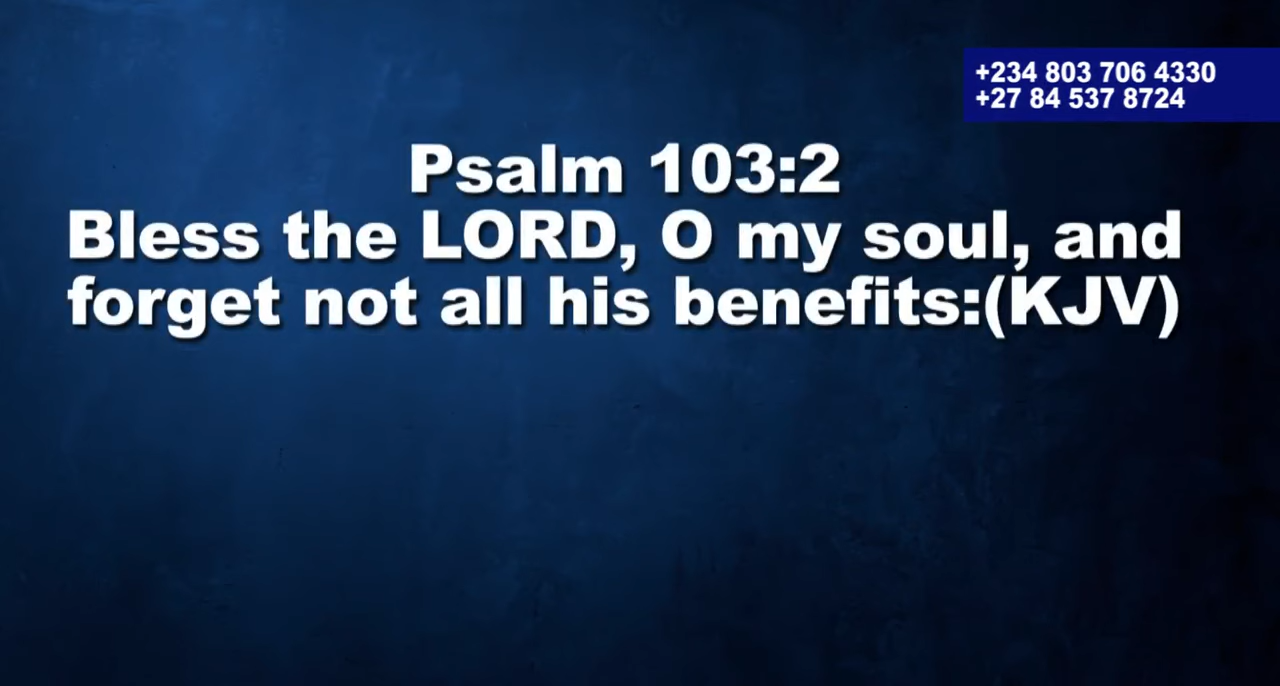 +234 803 706 4330
+27 84 537 8724
Psalm 103:2
Bless the LORD, O my soul, and
forget not all his benefits:(KJV)